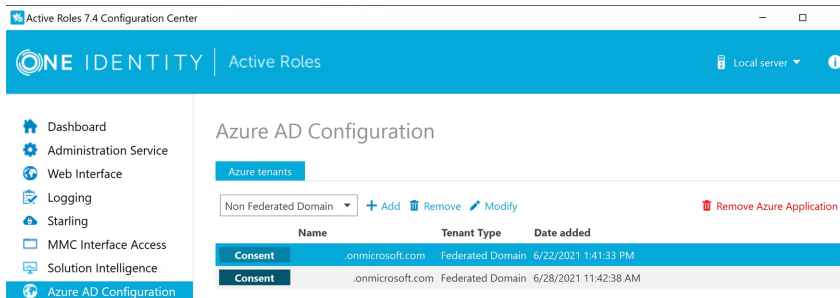 Active Roles 7.4 Configuration Center
ONE IDENTITY Active Roles
Local server
Dashboard
Administration Service
Web Interface
Logging
Starling
MMC Interface Access
Solution Intelligence
Azure AD Configuration
Azure AD Configuration
Azure tenants
Non Federated Domain Add Remove Modify Remove Azure Application
Name Tenant Type Date added
Consent .onmicrosoft.com Federated Domain 6/22/2021 1:41:33 PM
Consent .onmicrosoft.com Federated Domain 6/28/2021 11:42:38 AM